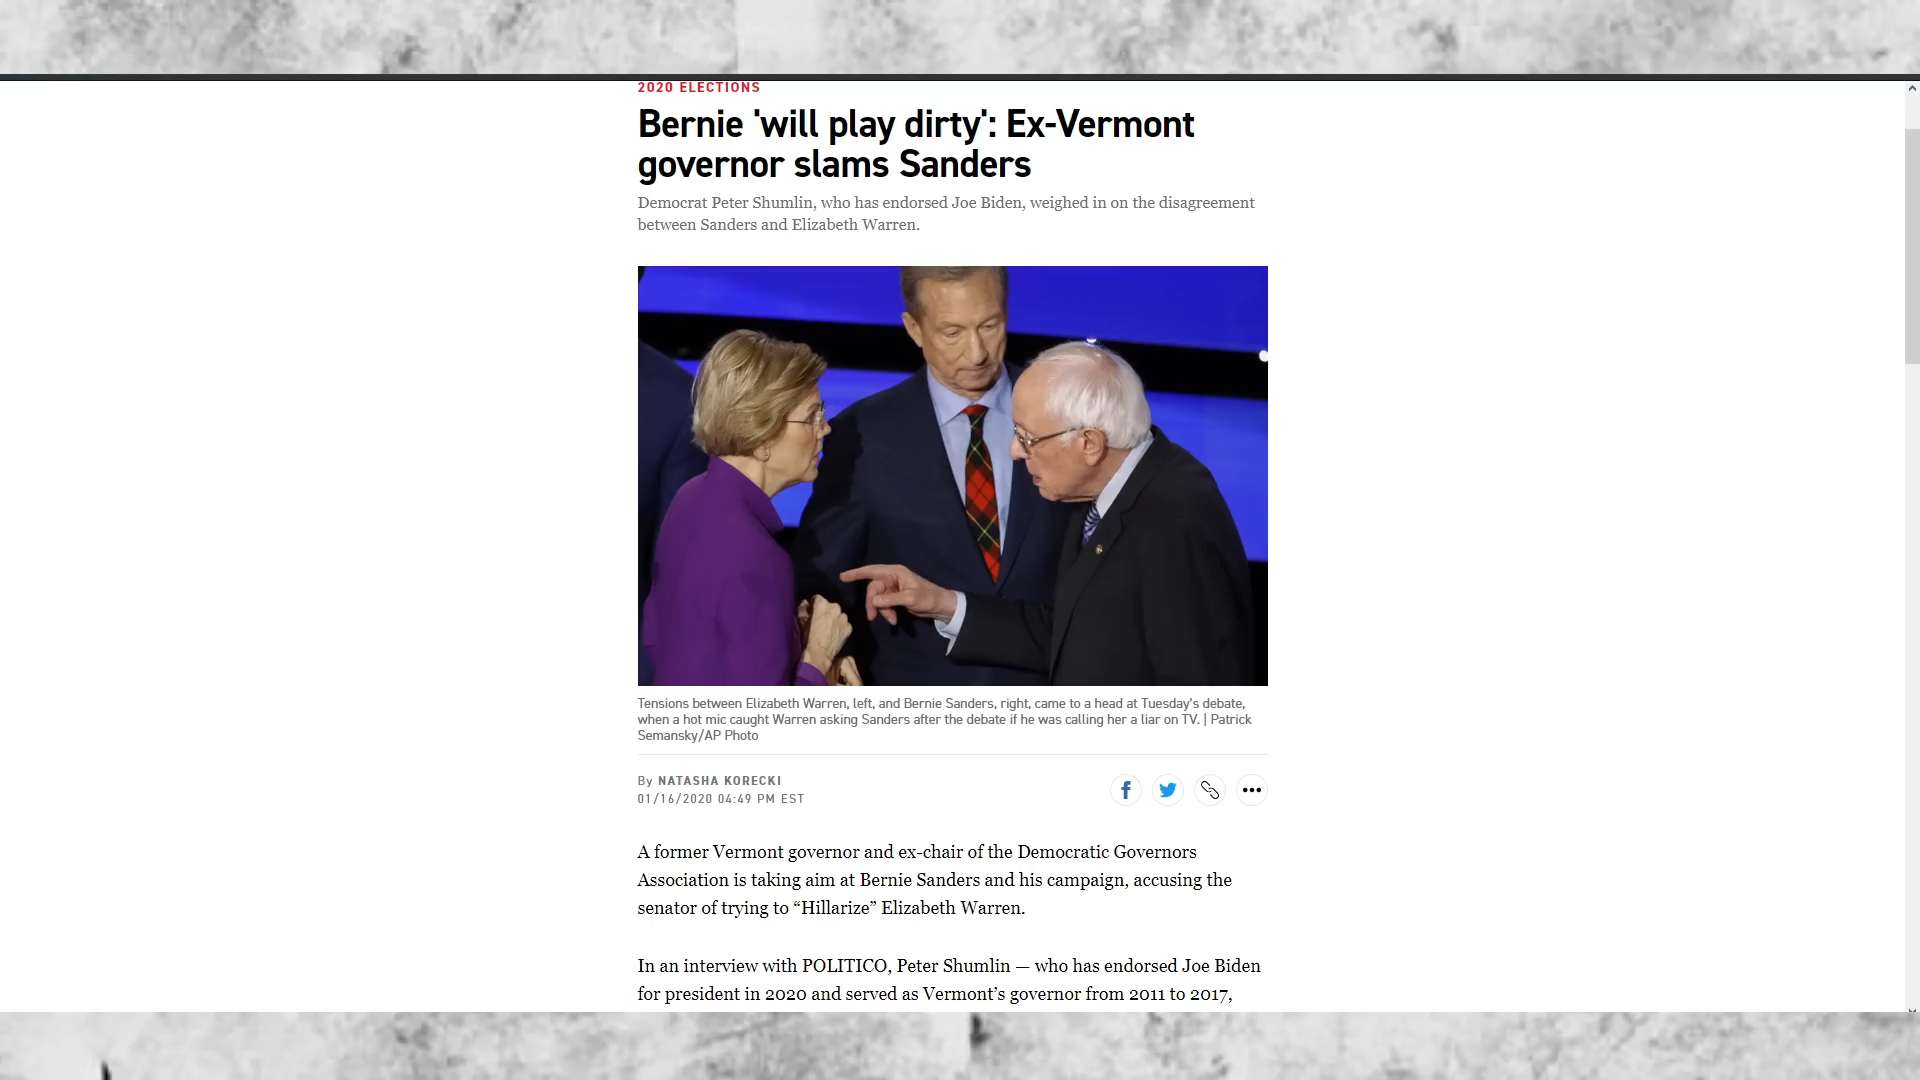 2020 ELECTIONS
Bernie 'will play dirty': Ex-Vermont
governor slams Sanders
Democrat Peter Shumlin, who has endorsed Joe Biden, weighed in on the disagreement
between Sanders and Elizabeth Warren.
Tensions between Elizabeth Warren, left, and Bernie Sanders, right, came to a head at Tuesday's debate,
when a hot mic caught Warren asking Sanders after the debate if he was calling her a liar on TV. | Patrick
Semansky/AP Photo
By NATASHA KORECKI
01/16/2020 04:49 PM EST
A former Vermont governor and ex-chair of the Democratic Governors
Association is taking aim at Bernie Sanders and his campaign, accusing the
senator of trying to “Hillarize” Elizabeth Warren.
In an interview with POLITICO, Peter Shumlin — who has endorsed Joe Biden
for president in 2020 and served as Vermont’s governor from 2011 to 2017,